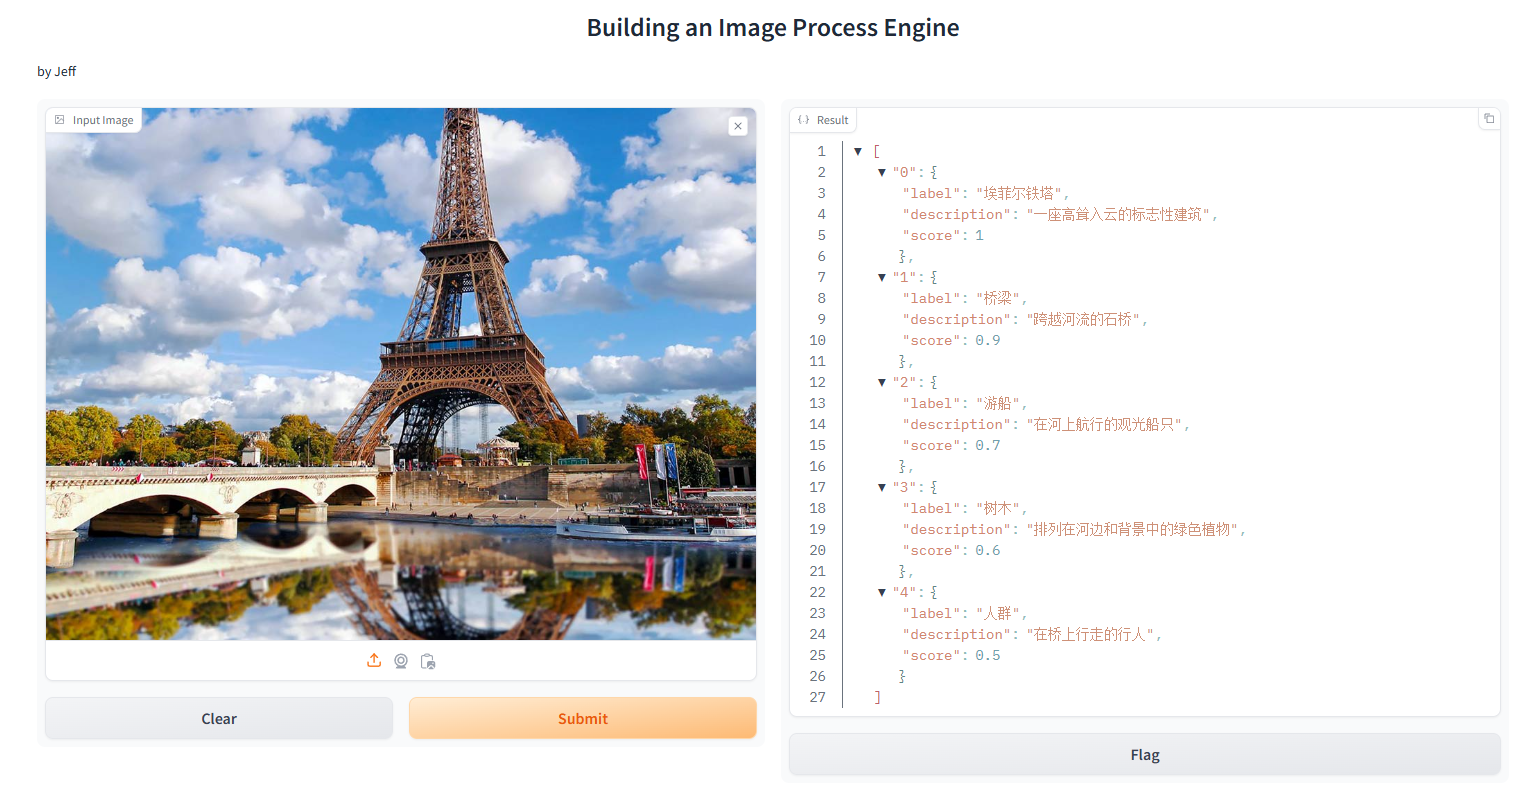 Building an Image Process Engine
by Jeff
Input Image
Clear
Submit
Result
1 [
2 "0": {
3 "label": "埃菲尔铁塔",
4 "description": "一座高耸入云的标志性建筑",
5 "score": 1
6 },
7 "1": {
8 "label": "桥梁",
9 "description": "跨越河流的石桥",
10 "score": 0.9
11 },
12 "2": {
13 "label": "游船",
14 "description": "在河上航行的观光船只",
15 "score": 0.7
16 },
17 "3": {
18 "label": "树木",
19 "description": "排列在河边和背景中的绿色植物",
20 "score": 0.6
21 },
22 "4": {
23 "label": "人群",
24 "description": "在桥上行走的行人",
25 "score": 0.5
26 }
27 ]
Flag